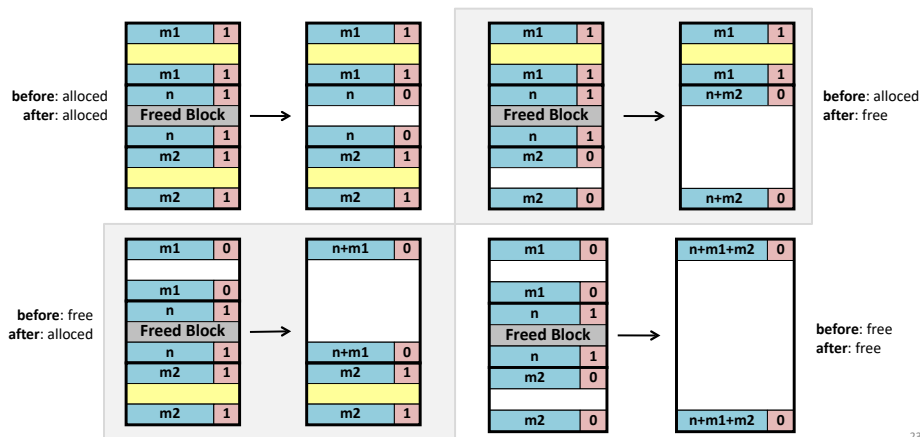 before: alloced
after: alloced
m1 1
m1 1
n 1
Freed Block
n 1
m2 1
m2 1
m1 1
m1 1
n 0
n 0
m2 1
m2 1
m1 1
m1 1
n 1
Freed Block
n 1
m2 0
m2 0
m1 1
m1 1
n+m2 0
n+m2 0
before: alloced
after: free
before: free
after: alloced
m1 0
m1 0
n 1
Freed Block
n 1
m2 1
m2 1
n+m1 0
n+m1 0
m2 1
m2 1
m1 0
m1 0
n 1
Freed Block
n 1
m2 0
m2 0
n+m1+m2 0
n+m1+m2 0
before: free
after: free
23